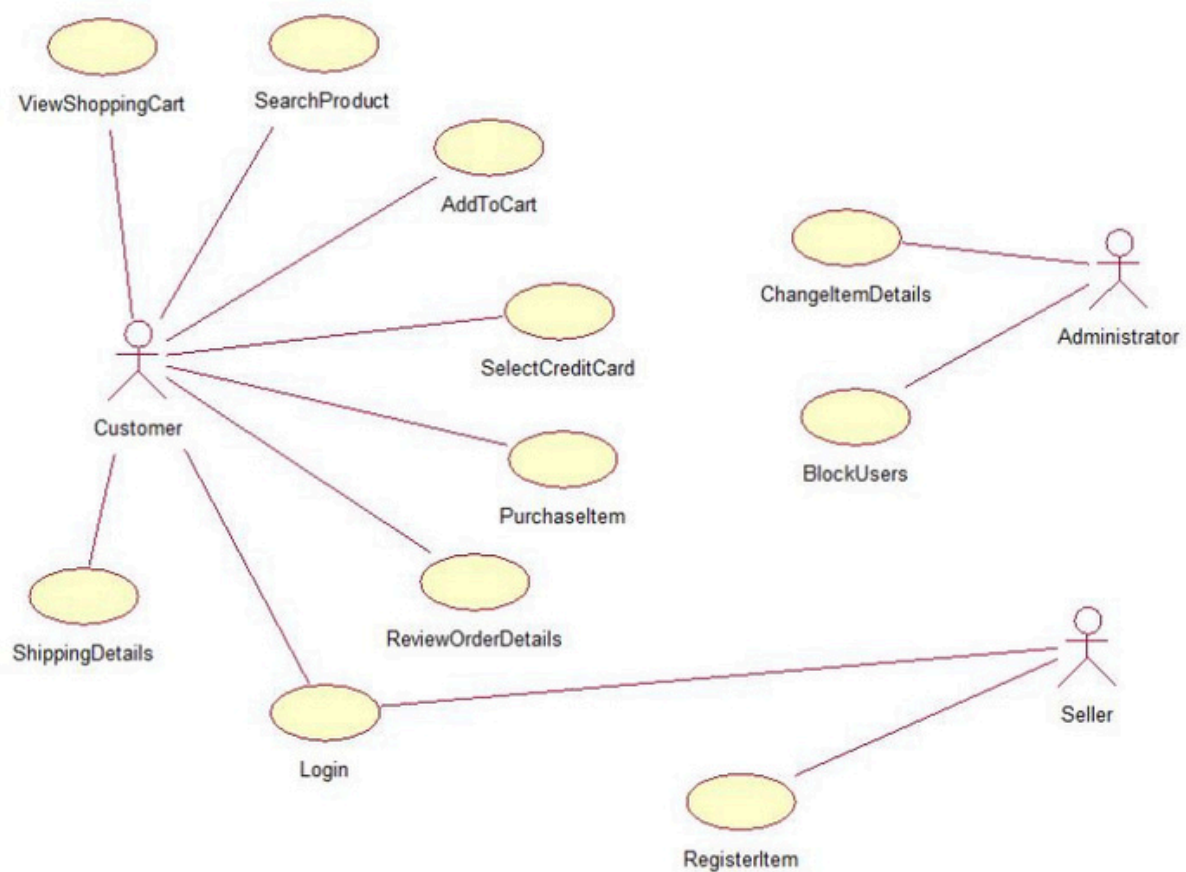 ViewShoppingCart
SearchProduct
AddToCart
ChangeItemDetails
Administrator
SelectCreditCard
Customer
BlockUsers
PurchaseItem
ReviewOrderDetails
ShippingDetails
Seller
Login
RegisterItem